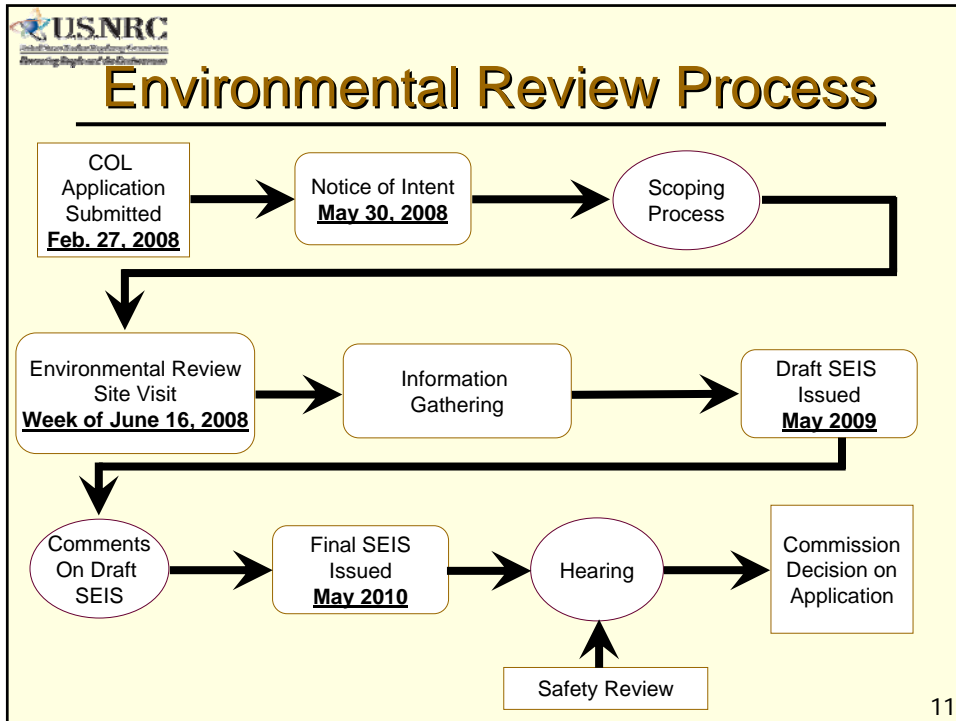 U.S.NRC
Environmental Review Process
COL
Application
Submitted
Feb. 27, 2008
Notice of Intent
May 30, 2008
Scoping
Process
Environmental Review
Site Visit
Week of June 16, 2008
Information
Gathering
Draft SEIS
Issued
May 2009
Comments
On Draft
SEIS
Final SEIS
Issued
May 2010
Hearing
Commission
Decision on
Application
Safety Review
11